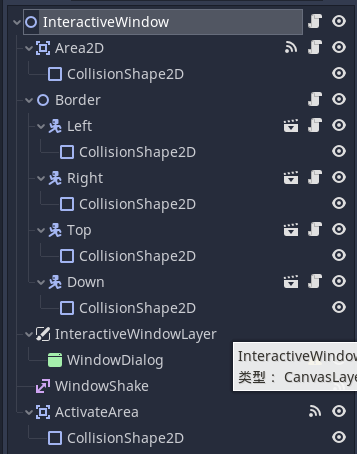 InteractiveWindow
Area2D
CollisionShape2D
Border
Left
CollisionShape2D
Right
CollisionShape2D
Top
CollisionShape2D
Down
CollisionShape2D
InteractiveWindowLayer
InteractiveWindow
WindowDialog
类型： CanvasLaye
WindowShake
ActivateArea
CollisionShape2D